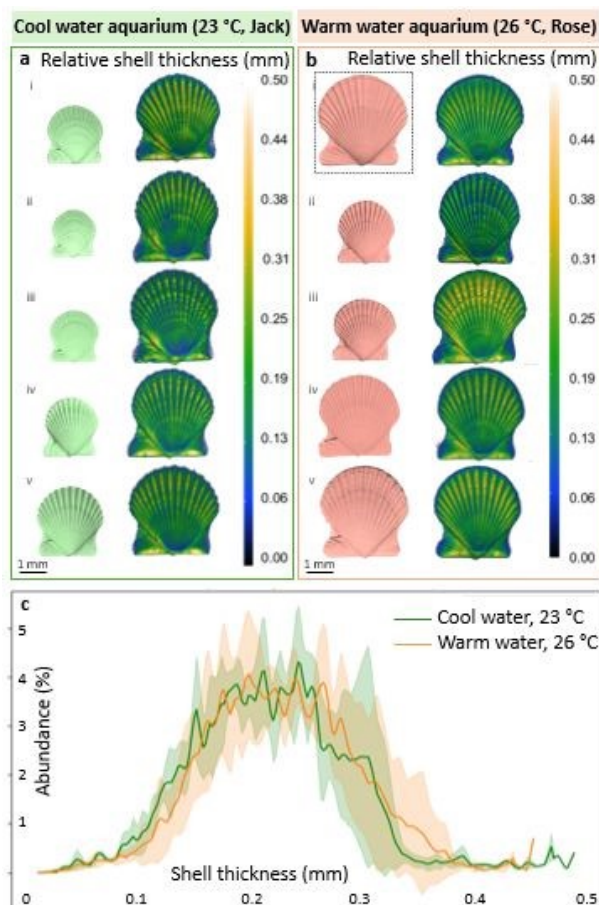 Cool water aquarium (23 °C, Jack)
Warm water aquarium (26 °C, Rose)
a Relative shell thickness (mm)
b Relative shell thickness (mm)
i
ii
iii
iv
v
1 mm
0.50
0.44
0.38
0.31
0.25
0.19
0.13
0.06
0.00
i
ii
iii
iv
v
1 mm
0.50
0.44
0.38
0.31
0.25
0.19
0.13
0.06
0.00
c
Cool water, 23 °C
Warm water, 26 °C
Abundance (%)
5
4
3
2
1
Shell thickness (mm)
0
0.1
0.2
0.3
0.4
0.5